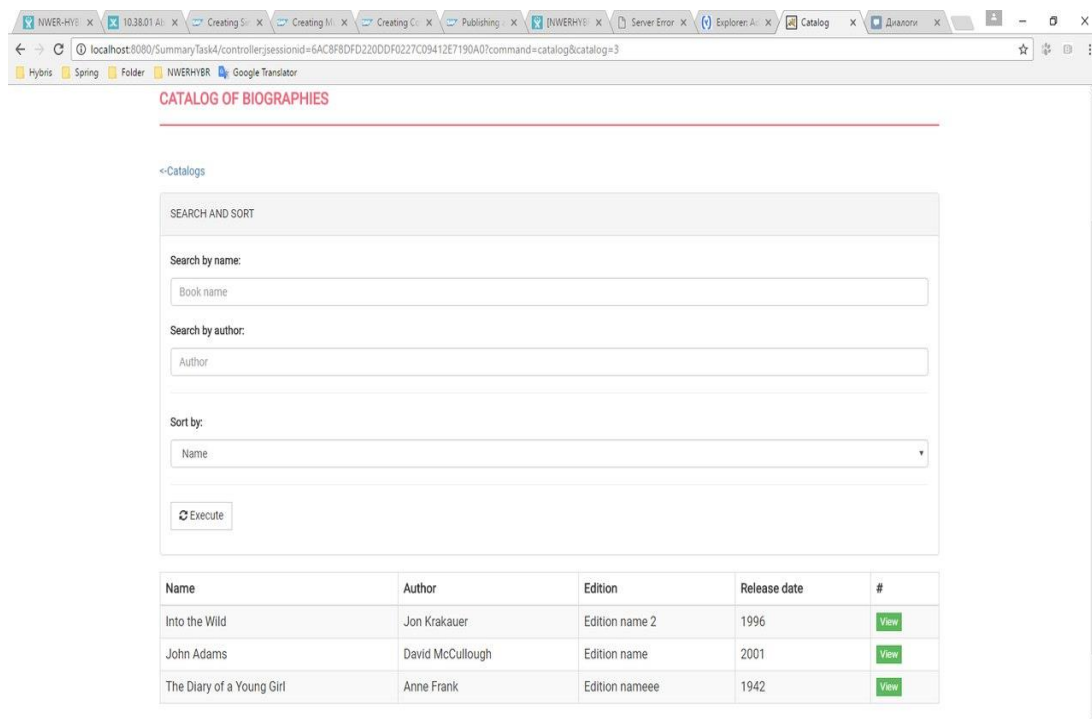 NWER-HYB 10.38.01 Creating Creating Creating Publishing [NWERHYB Server Error Explorer: Catalog Диалоги
localhost:8080/SummaryTask4/controller;jsessionid=6AC8F8DFD220DDF0227C09412E7190A0?command=catalog&catalog=3
Hybris Spring Folder NWERHYBR Google Translator
CATALOG OF BIOGRAPHIES
<-Catalogs
SEARCH AND SORT
Search by name:
Book name
Search by author:
Author
Sort by:
Name
Execute
Name Author Edition Release date #
Into the Wild Jon Krakauer Edition name 2 1996 View
John Adams David McCullough Edition name 2001 View
The Diary of a Young Girl Anne Frank Edition nameee 1942 View